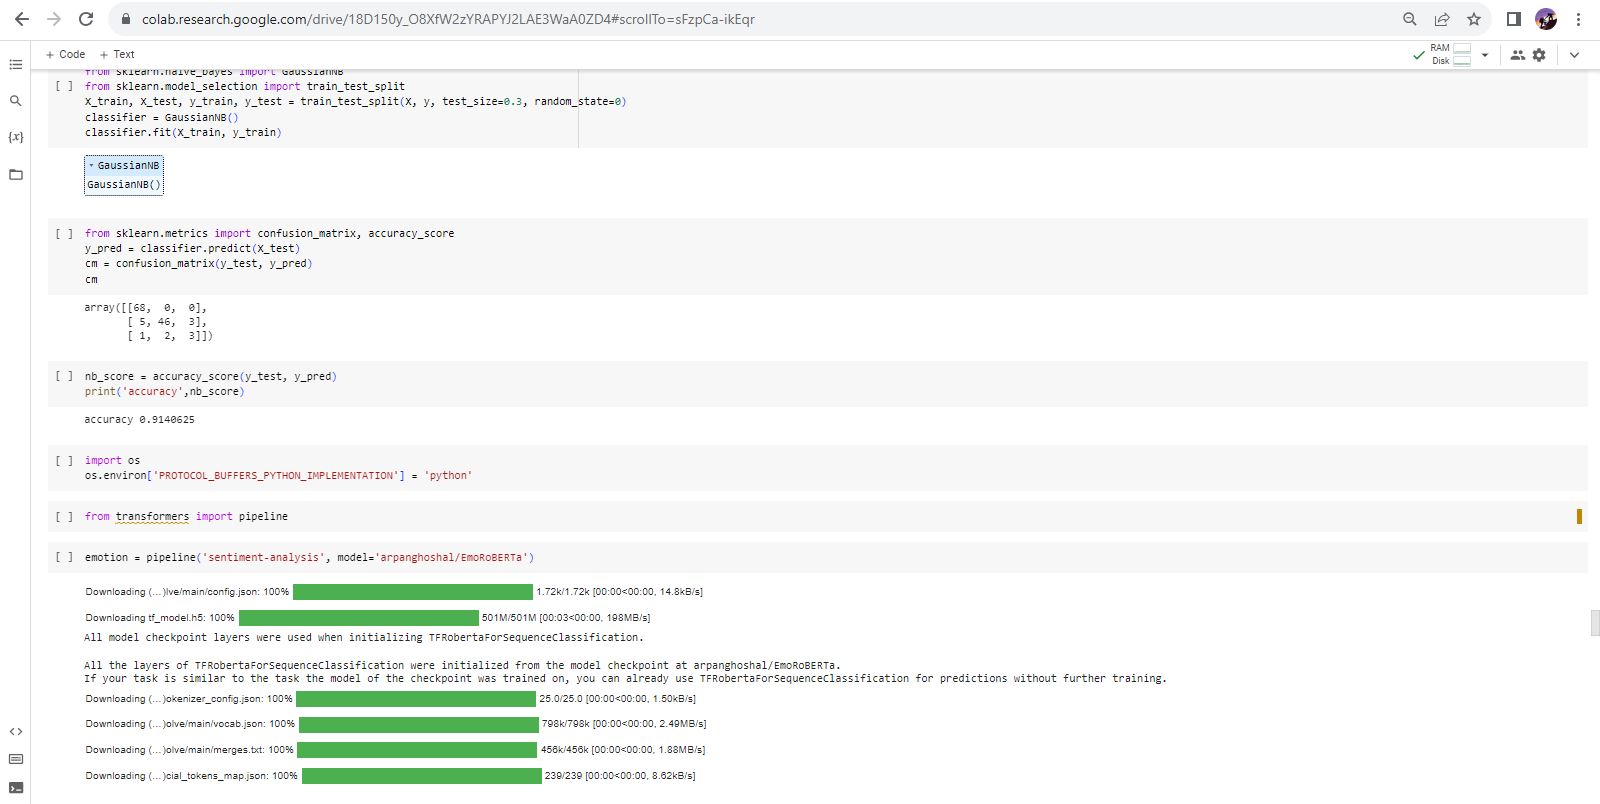 colab.research.google.com/drive/18D150y_O8XfW2zYRAPYJ2LAE3WaA0ZD4#scrollTo=sFzpCa-ikEqr
+ Code + Text
RAM
Disk
from sklearn.naive_bayes import GaussianNB
[ ] from sklearn.model_selection import train_test_split
X_train, X_test, y_train, y_test = train_test_split(X, y, test_size=0.3, random_state=0)
classifier = GaussianNB()
classifier.fit(X_train, y_train)
GaussianNB
GaussianNB()
[ ] from sklearn.metrics import confusion_matrix, accuracy_score
y_pred = classifier.predict(X_test)
cm = confusion_matrix(y_test, y_pred)
cm
array([[68, 0, 0],
[ 5, 46, 3],
[ 1, 2, 3]])
[ ] nb_score = accuracy_score(y_test, y_pred)
print('accuracy',nb_score)
accuracy 0.9140625
[ ] import os
os.environ['PROTOCOL_BUFFERS_PYTHON_IMPLEMENTATION'] = 'python'
[ ] from transformers import pipeline
[ ] emotion = pipeline('sentiment-analysis', model='arpanghoshal/EmoRoBERTa')
Downloading (…)lve/main/config.json: 100% 1.72k/1.72k [00:00<00:00, 14.8kB/s]
Downloading tf_model.h5: 100% 501M/501M [00:03<00:00, 198MB/s]
All model checkpoint layers were used when initializing TFRobertaForSequenceClassification.
All the layers of TFRobertaForSequenceClassification were initialized from the model checkpoint at arpanghoshal/EmoRoBERTa.
If your task is similar to the task the model of the checkpoint was trained on, you can already use TFRobertaForSequenceClassification for predictions without further training.
Downloading (…)okenizer_config.json: 100% 25.0/25.0 [00:00<00:00, 1.50kB/s]
Downloading (…)olve/main/vocab.json: 100% 798k/798k [00:00<00:00, 2.49MB/s]
Downloading (…)olve/main/merges.txt: 100% 456k/456k [00:00<00:00, 1.88MB/s]
Downloading (…)cial_tokens_map.json: 100% 239/239 [00:00<00:00, 8.62kB/s]